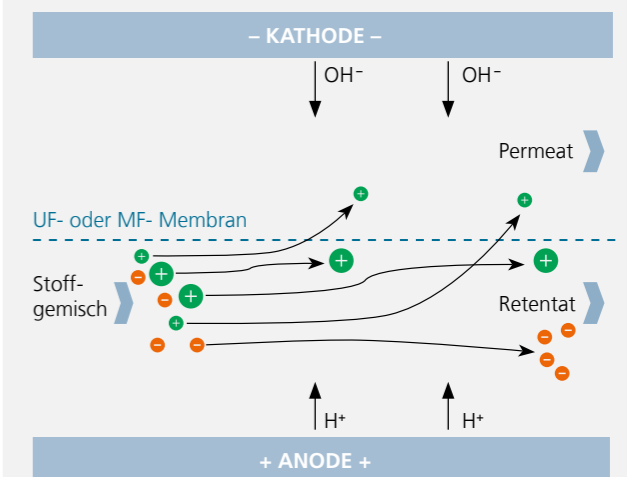 – KATHODE –
OH⁻
OH⁻
Permeat
UF- oder MF- Membran
Stoff-
gemisch
Retentat
H⁺
H⁺
+ ANODE +